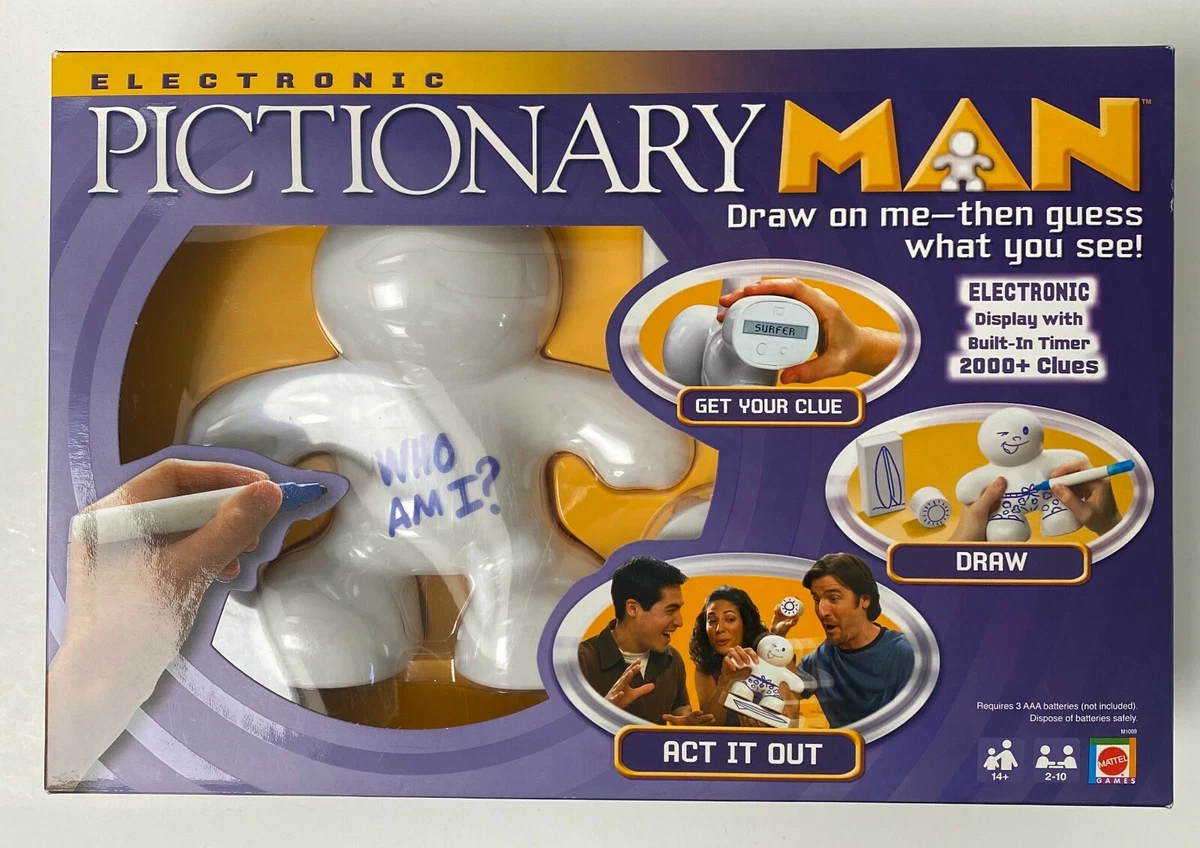 ELECTRONIC
PICTIONARY MAN™
Draw on me—then guess
what you see!
ELECTRONIC
Display with
Built-In Timer
2000+ Clues
SURFER
GET YOUR CLUE
WHO
AM I?
DRAW
ACT IT OUT
Requires 3 AAA batteries (not included).
Dispose of batteries safely.
M1009
14+
2-10
MATTEL
GAMES